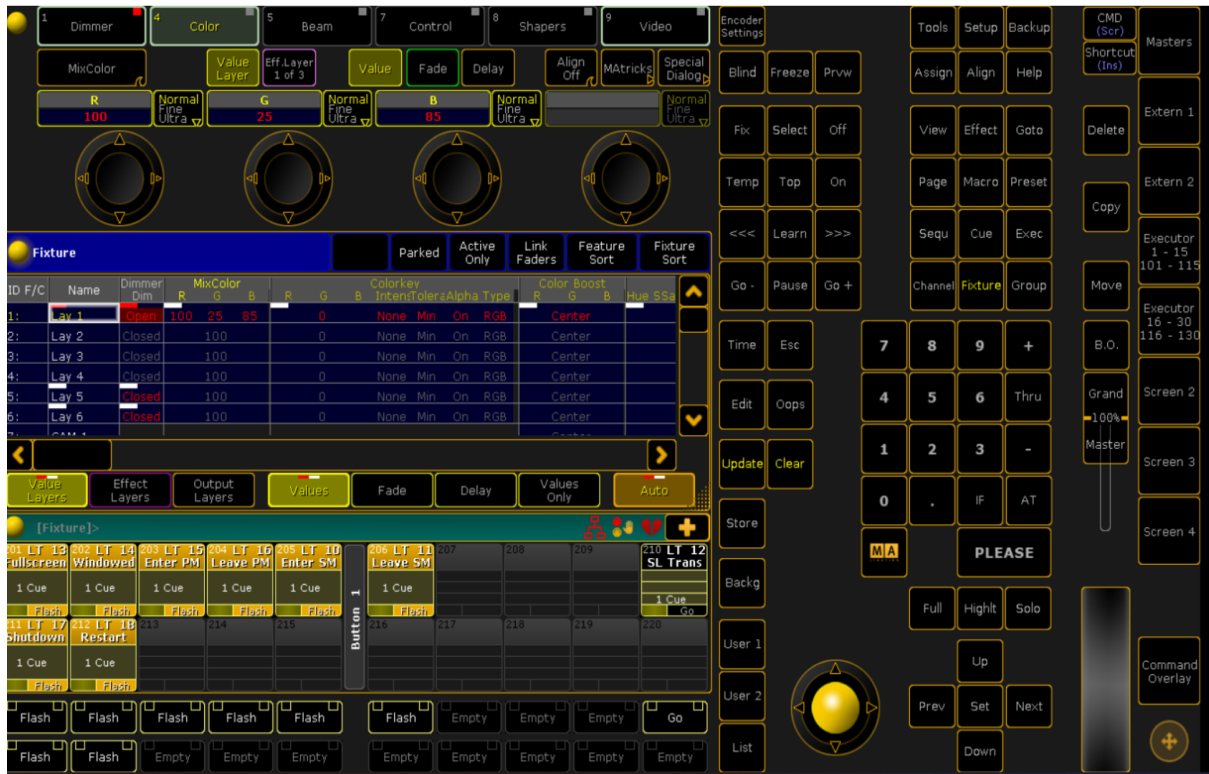 1 Dimmer
4 Color
5 Beam
7 Control
8 Shapers
9 Video
MixColor
Value Layer
Eff.Layer 1 of 3
Value
Fade
Delay
Align Off
MAtricks
Special Dialog
R 100
Normal Fine Ultra
G 25
Normal Fine Ultra
B 85
Normal Fine Ultra
Normal Fine Ultra
Fixture
Parked
Active Only
Link Faders
Feature Sort
Fixture Sort
Dimmer MixColor Colorkey Color Boost
ID F/C Name Dim R G B R G B Intens Tolera Alpha Type R G B Hue S Sa
1: Lay 1 Open 100 25 85 0 None Min On RGB Center
2: Lay 2 Closed 100 0 None Min On RGB Center
3: Lay 3 Closed 100 0 None Min On RGB Center
4: Lay 4 Closed 100 0 None Min On RGB Center
5: Lay 5 Closed 100 0 None Min On RGB Center
6: Lay 6 Closed 100 0 None Min On RGB Center
Value Layers
Effect Layers
Output Layers
Values
Fade
Delay
Values Only
Auto
[Fixture]>
201 LT 13 202 LT 14 203 LT 15 204 LT 16 205 LT 10 206 LT 11 207 208 209 210 LT 12
Fullscreen Windowed Enter PM Leave PM Enter SM Leave SM SL Trans
1 Cue 1 Cue 1 Cue 1 Cue 1 Cue 1 Cue 1 Cue
Flash Flash Flash Flash Flash Flash Go
Button 1
211 LT 17 212 LT 18 213 214 215 216 217 218 219 220
Shutdown Restart
1 Cue 1 Cue
Flash Flash
Flash Flash Flash Flash Flash Flash Empty Empty Empty Go
Flash Flash Empty Empty Empty Empty Empty Empty Empty Empty
Encoder Settings
Blind Freeze Prvw
Fix Select Off
Temp Top On
<<< Learn >>>
Go - Pause Go +
Time Esc
Edit Oops
Update Clear
Store
Backg
User 1
User 2
List
Tools Setup Backup
Assign Align Help
View Effect Goto
Page Macro Preset
Sequ Cue Exec
Channel Fixture Group
7 8 9 +
4 5 6 Thru
1 2 3 -
0 . IF AT
MA PLEASE
Full Highlt Solo
Up
Prev Set Next
Down
CMD (Scr)
Shortcut (Ins)
Delete
Copy
Move
B.O.
Grand
100%
Master
Masters
Extern 1
Extern 2
Executor 1 - 15 101 - 115
Executor 16 - 30 116 - 130
Screen 2
Screen 3
Screen 4
Command Overlay